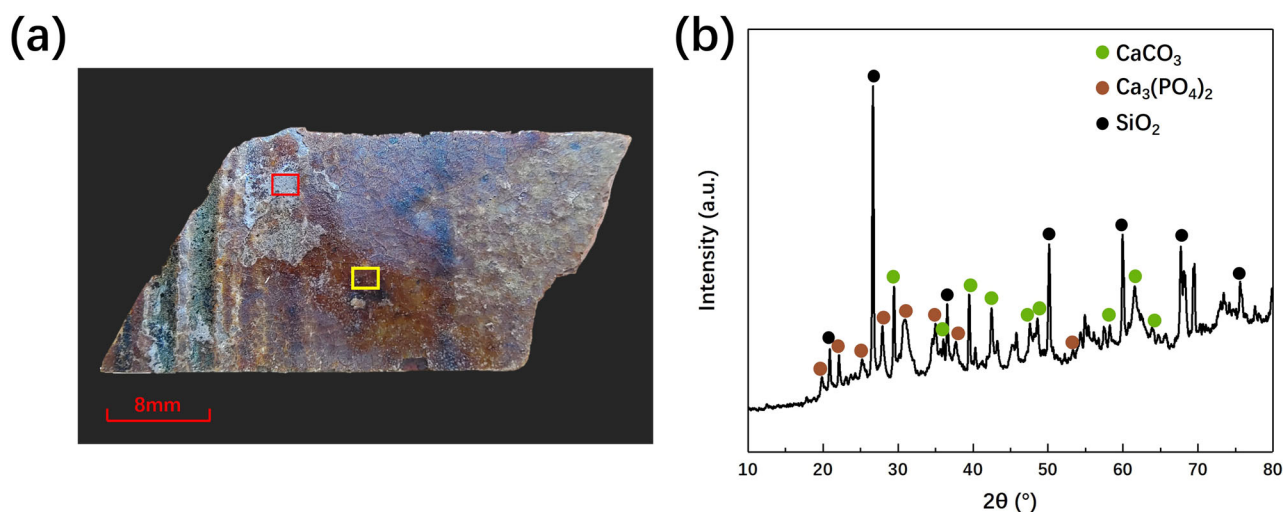 (a)
8mm
(b)
CaCO₃
Ca₃(PO₄)₂
SiO₂
Intensity (a.u.)
10 20 30 40 50 60 70 80
2θ (°)